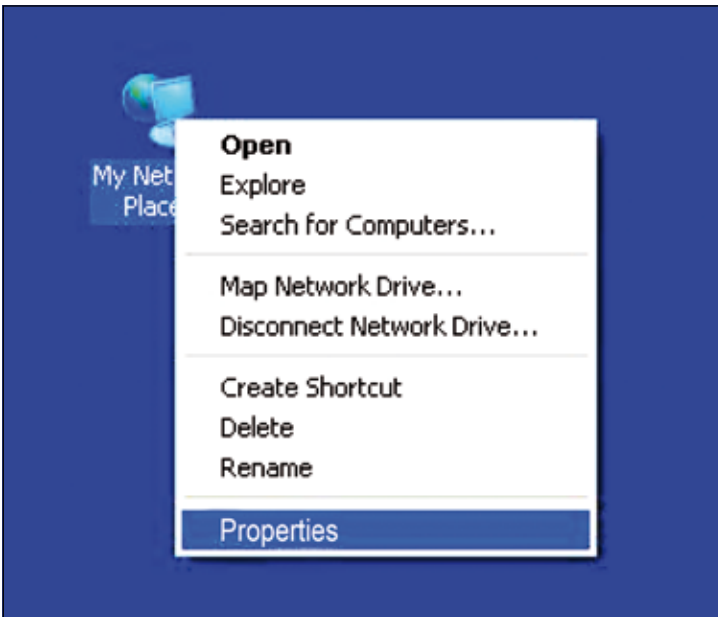 My Net
Place
Open
Explore
Search for Computers...
Map Network Drive...
Disconnect Network Drive...
Create Shortcut
Delete
Rename
Properties